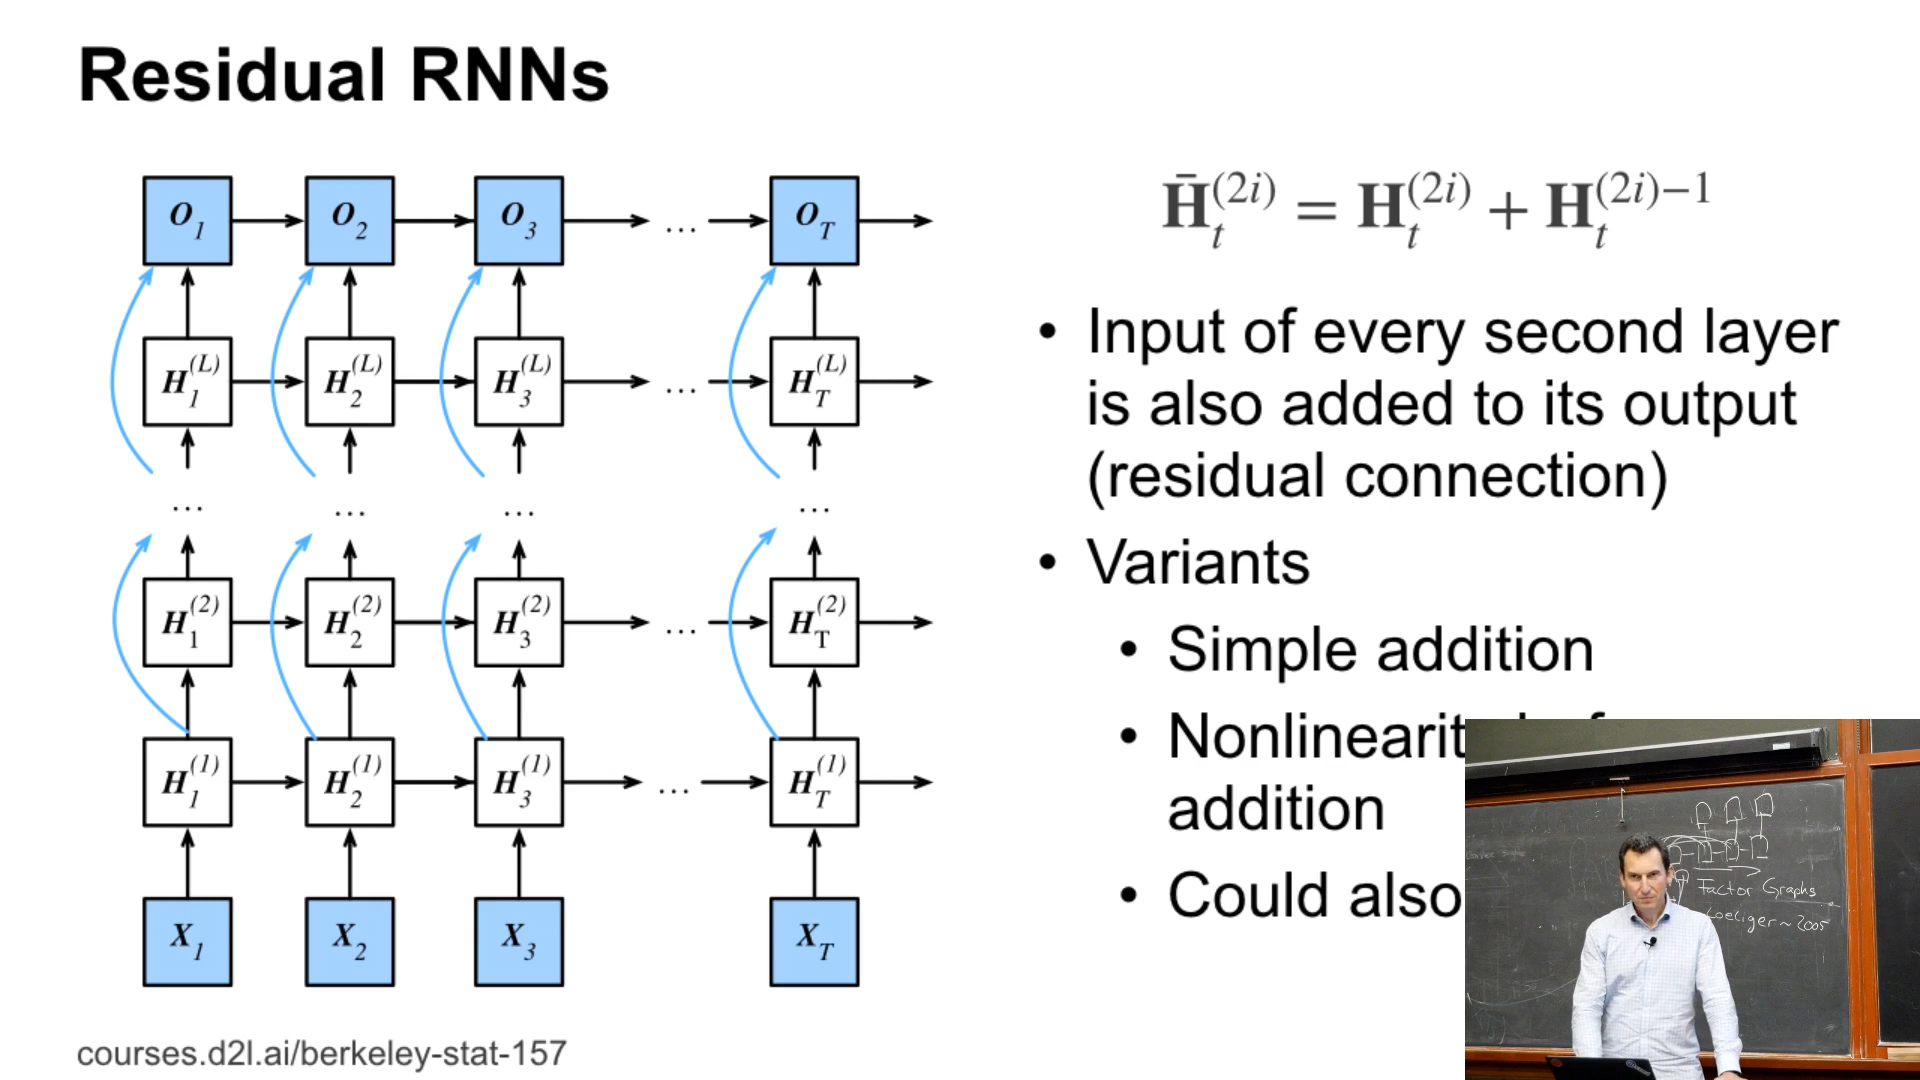 Residual RNNs
O_1 O_2 O_3 ... O_T
H_1^{(L)} H_2^{(L)} H_3^{(L)} ... H_T^{(L)}
... ... ... ...
H_1^{(2)} H_2^{(2)} H_3^{(2)} ... H_T^{(2)}
H_1^{(1)} H_2^{(1)} H_3^{(1)} ... H_T^{(1)}
X_1 X_2 X_3 X_T
courses.d2l.ai/berkeley-stat-157
H̄_t^{(2i)} = H_t^{(2i)} + H_t^{(2i)-1}
• Input of every second layer
is also added to its output
(residual connection)
• Variants
• Simple addition
• Nonlinearit
addition
• Could also
Factor Graphs
Loeliger ~ 2005